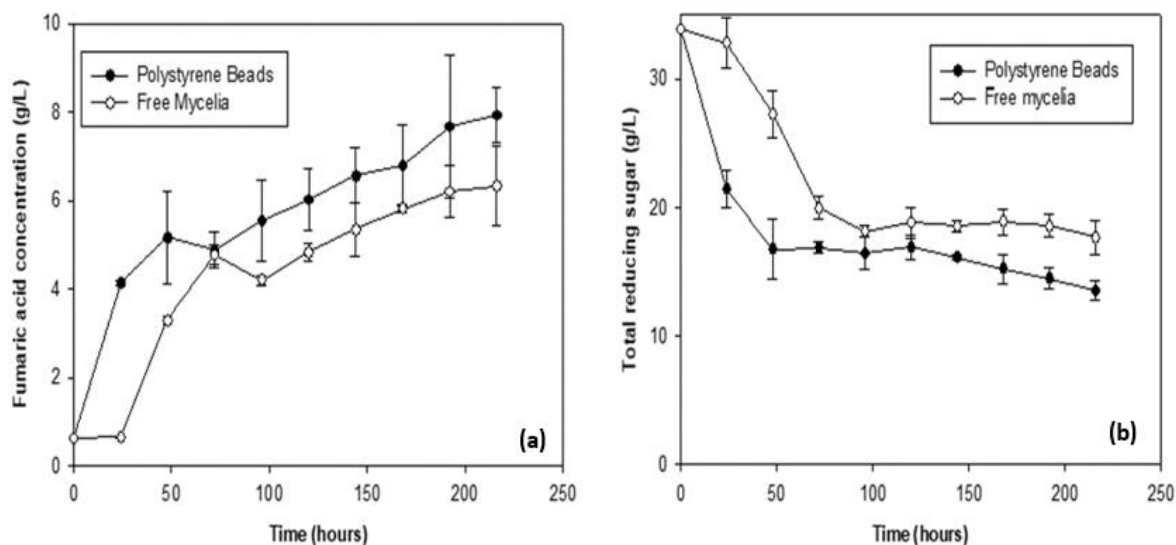 Fumaric acid concentration (g/L)
10
8
6
4
2
0
Polystyrene Beads
Free Mycelia
(a)
0 50 100 150 200 250
Time (hours)
Total reducing sugar (g/L)
30
20
10
0
Polystyrene Beads
Free mycelia
(b)
0 50 100 150 200 250
Time (hours)